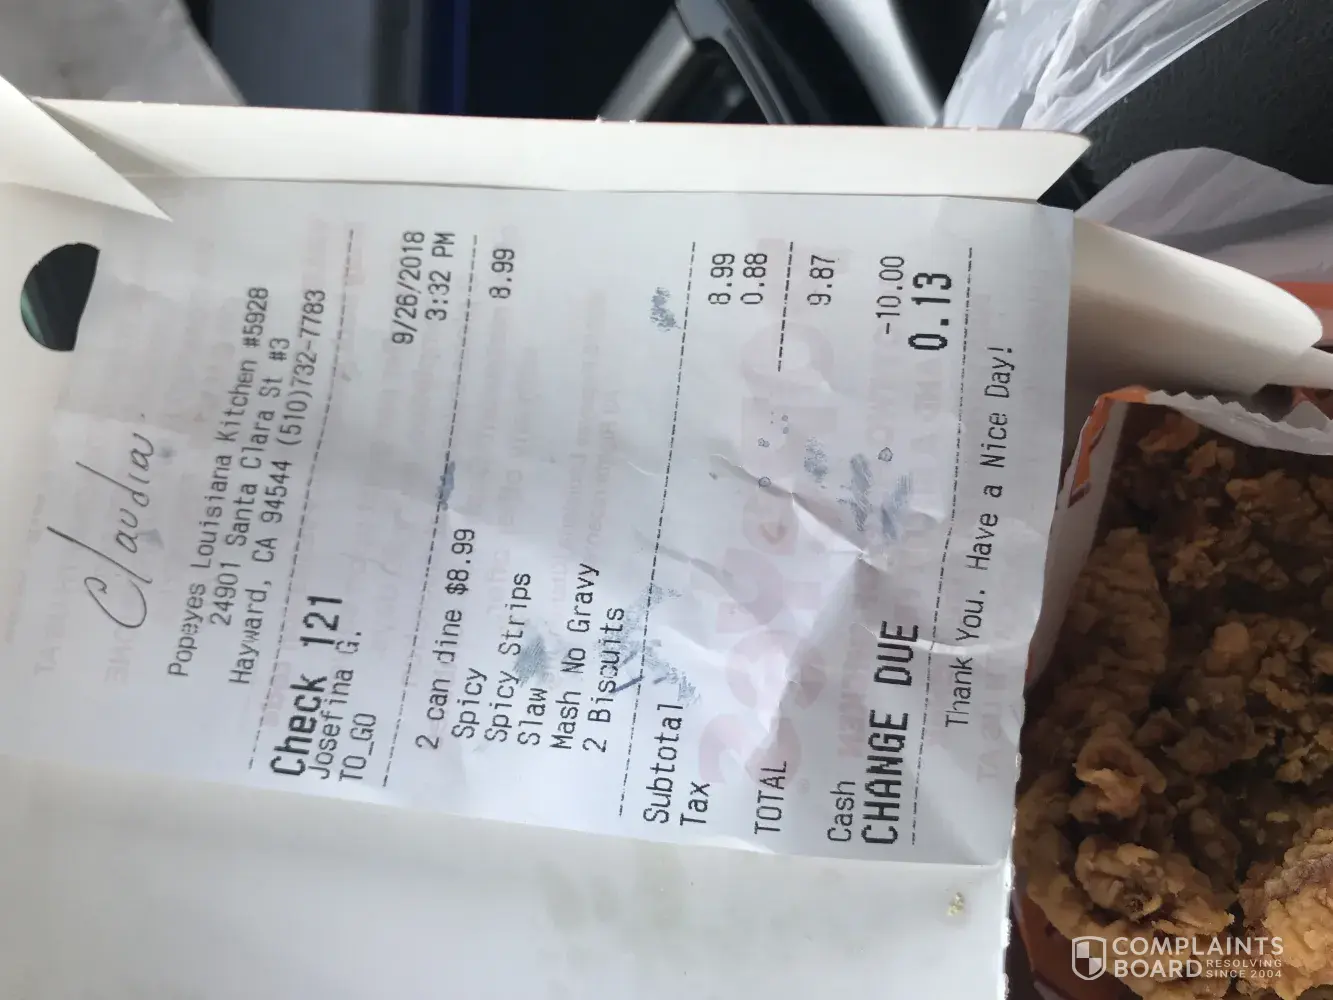 Claudia.
Popeyes Louisiana Kitchen #5928
24901 Santa Clara St #3
Hayward, CA 94544 (510)732-7783
Check 121
Josefina G.
TO_GO
9/26/2018
3:32 PM
2 can dine $8.99 8.99
Spicy
Spicy Strips
Slaw
Mash No Gravy
2 Biscuits
Subtotal 8.99
Tax 0.88
TOTAL 9.87
Cash -10.00
CHANGE DUE 0.13
Thank You. Have a Nice Day!
COMPLAINTS
BOARD RESOLVING
SINCE 2004